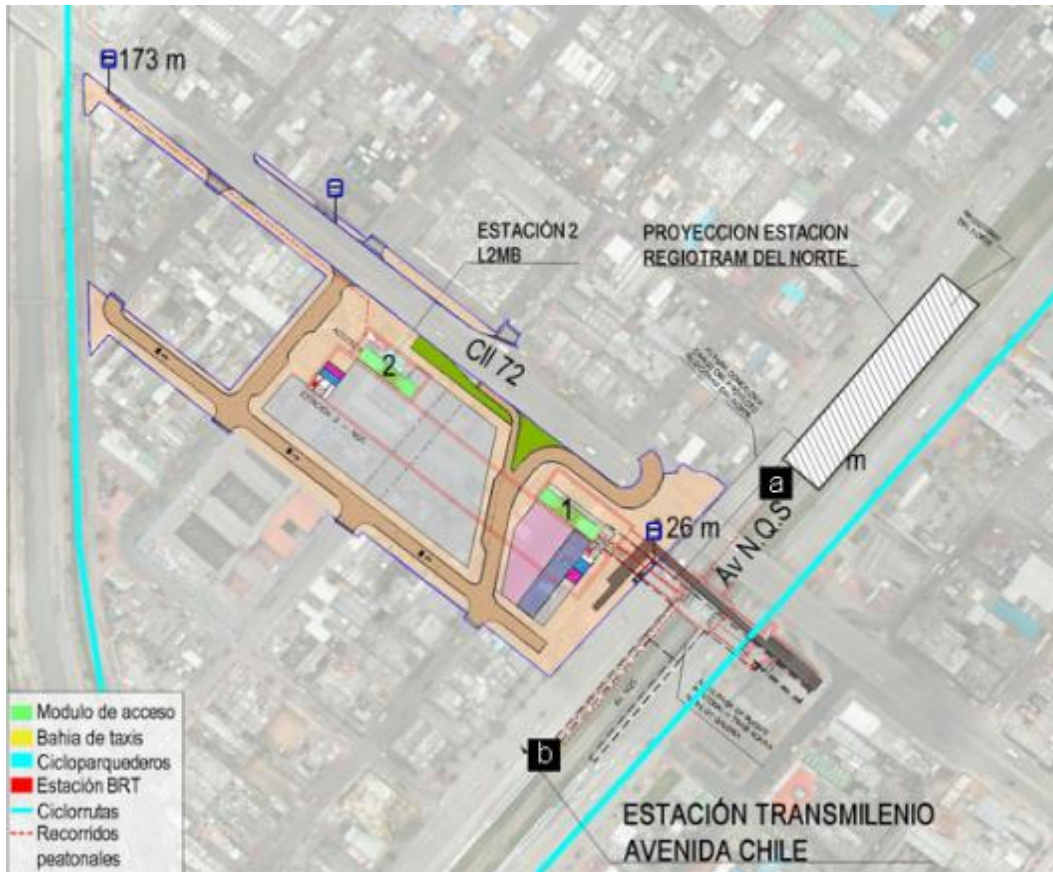 173 m
ESTACIÓN 2
L2MB
PROYECCION ESTACION
REGIOTRAM DEL NORTE
Cll 72
2
1
26 m
a
m
Av N.Q.S
b
ESTACIÓN TRANSMILENIO
AVENIDA CHILE
Modulo de acceso
Bahia de taxis
Cicloparquederos
Estación BRT
Ciclorrutas
Recorridos
peatonales